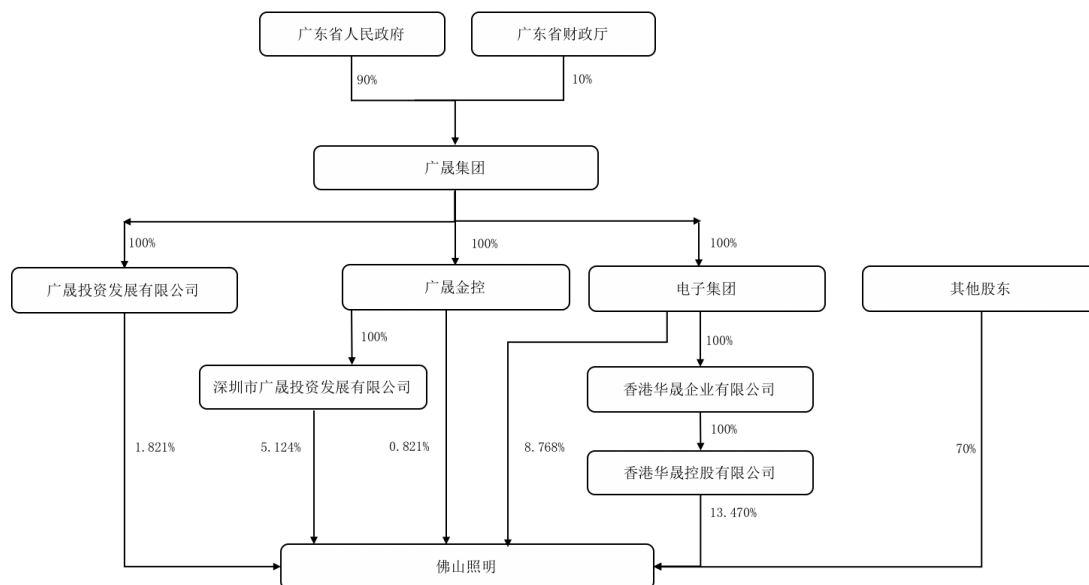 广东省人民政府
广东省财政厅
90%
10%
广晟集团
100%
100%
100%
广晟投资发展有限公司
广晟金控
电子集团
其他股东
100%
100%
深圳市广晟投资发展有限公司
香港华晟企业有限公司
100%
1.821%
5.124%
0.821%
8.768%
70%
香港华晟控股有限公司
13.470%
佛山照明